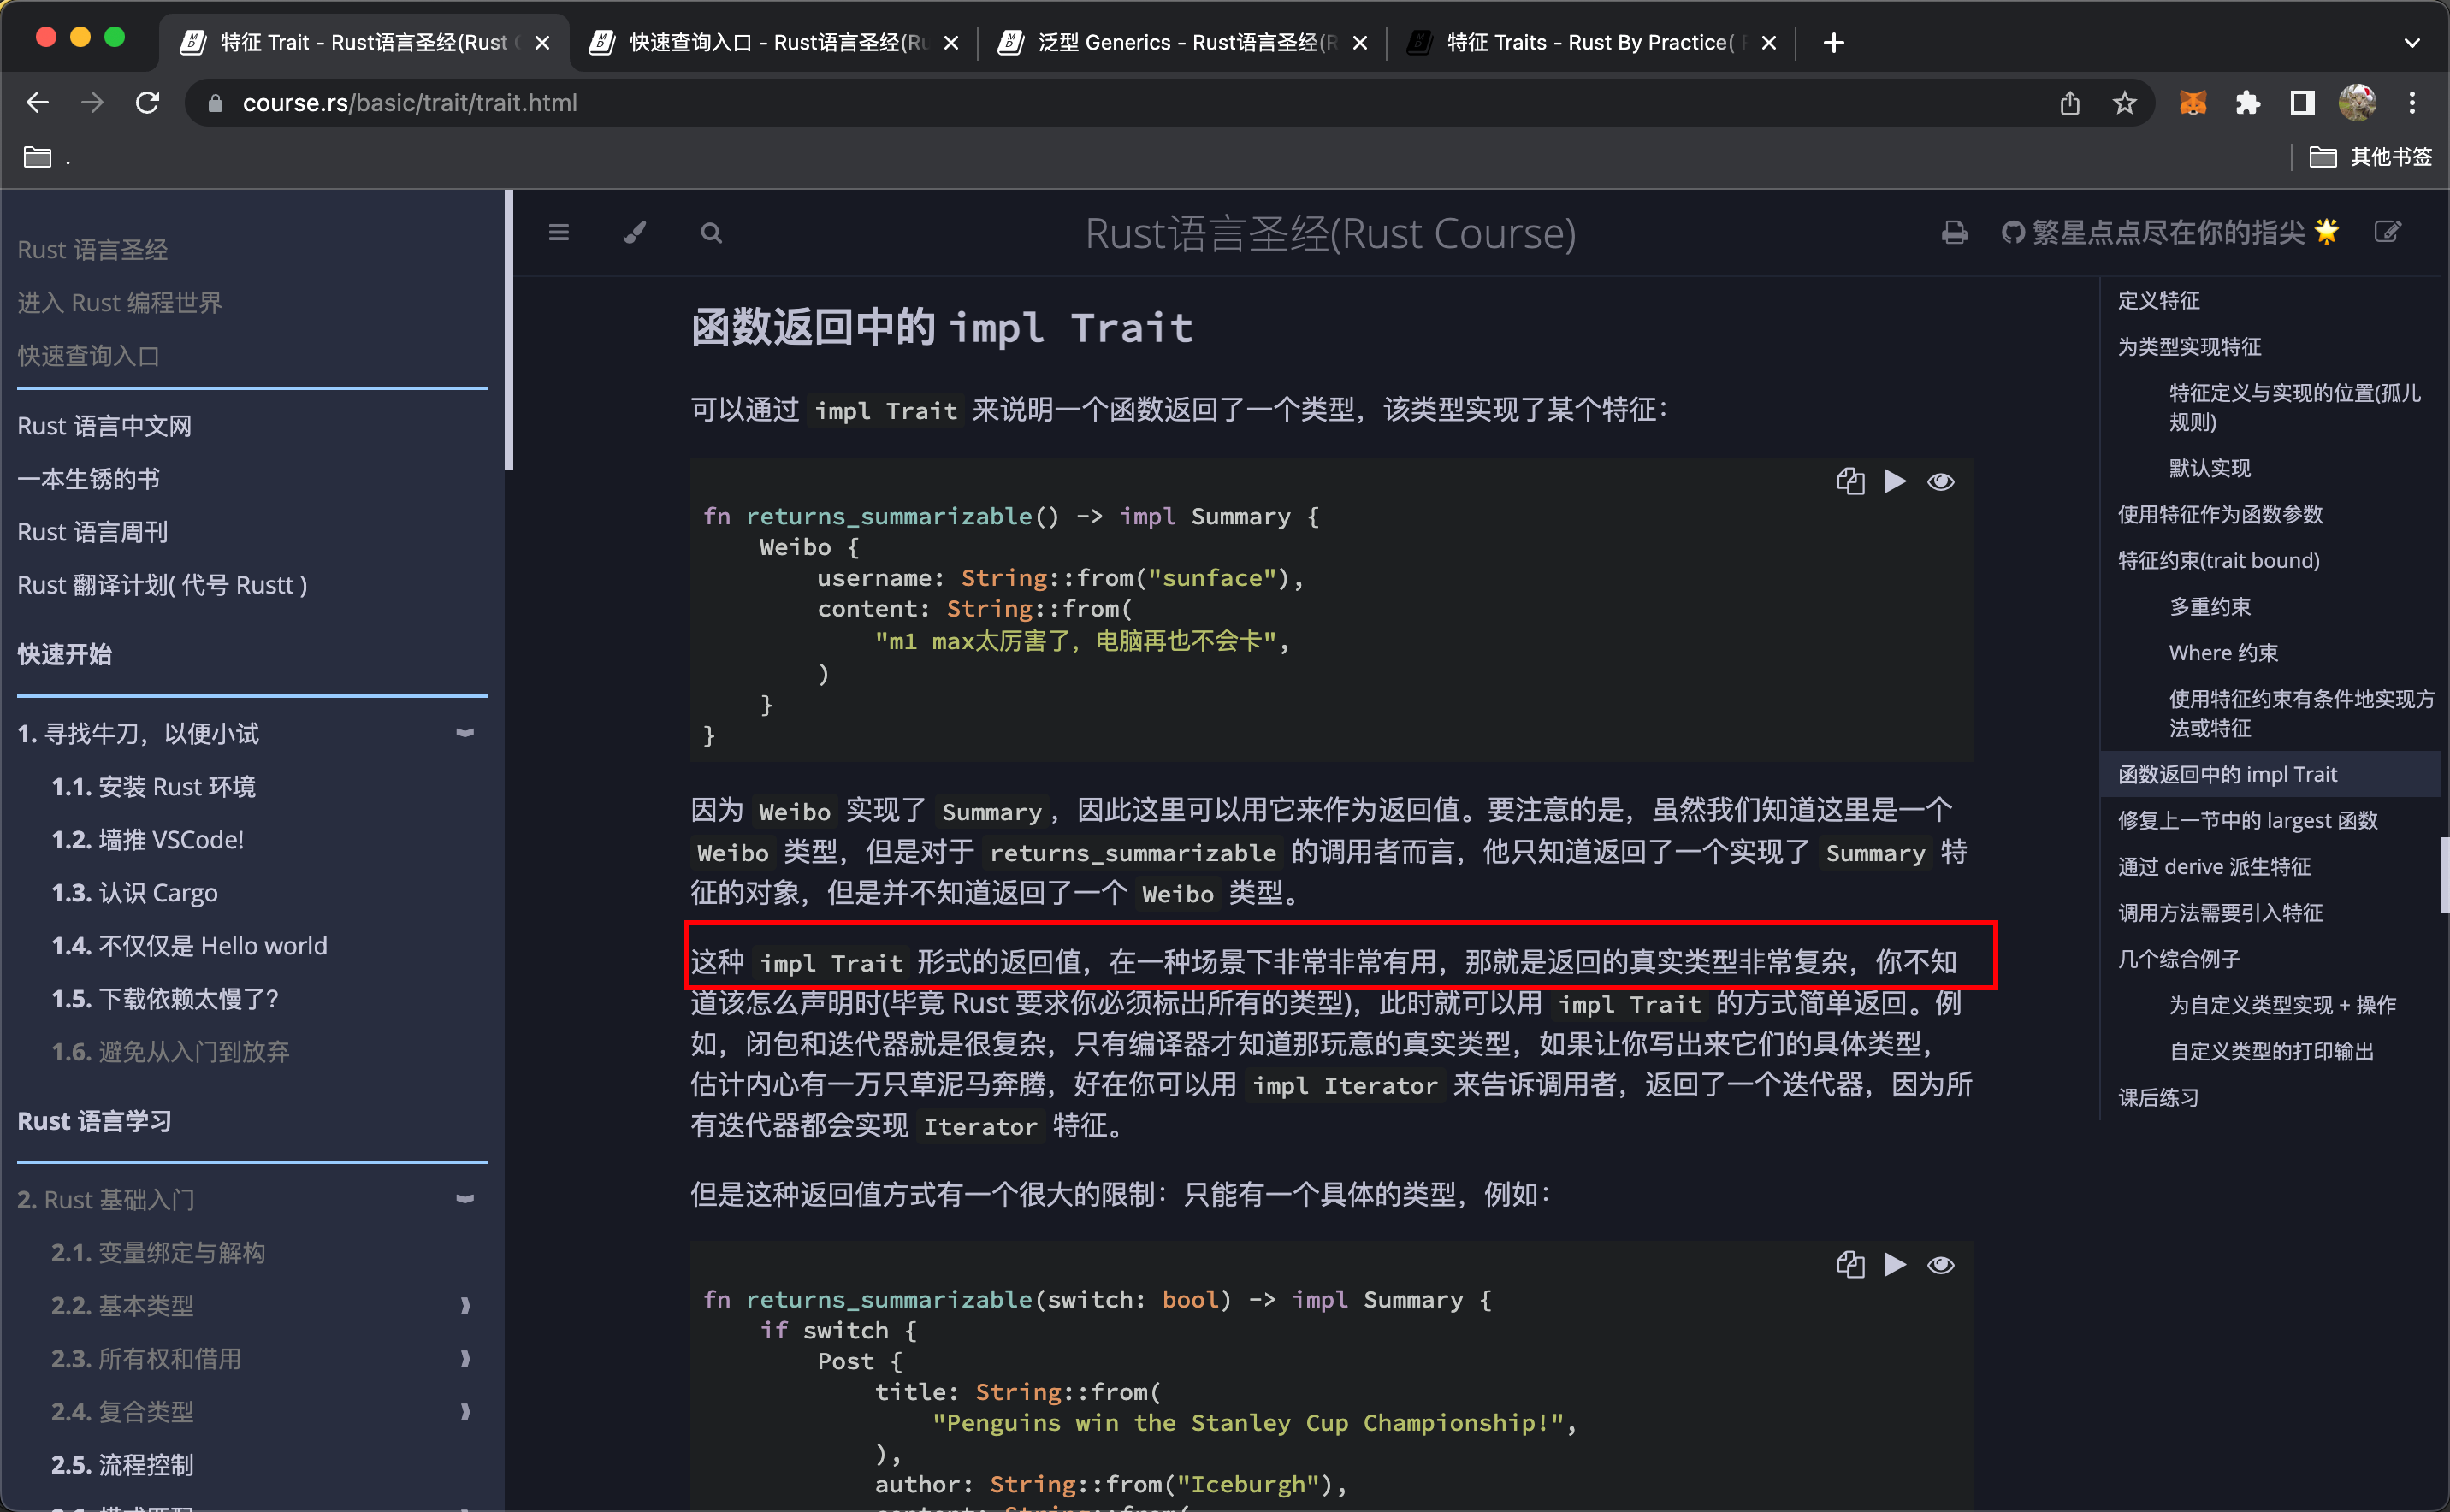 特征 Trait - Rust语言圣经(Rust
快速查询入口 - Rust语言圣经(Ru
泛型 Generics - Rust语言圣经(R
特征 Traits - Rust By Practice(
course.rs/basic/trait/trait.html
.
其他书签
Rust 语言圣经
进入 Rust 编程世界
快速查询入口
Rust 语言中文网
一本生锈的书
Rust 语言周刊
Rust 翻译计划( 代号 Rustt )
快速开始
1. 寻找牛刀，以便小试
1.1. 安装 Rust 环境
1.2. 墙推 VSCode!
1.3. 认识 Cargo
1.4. 不仅仅是 Hello world
1.5. 下载依赖太慢了？
1.6. 避免从入门到放弃
Rust 语言学习
2. Rust 基础入门
2.1. 变量绑定与解构
2.2. 基本类型
2.3. 所有权和借用
2.4. 复合类型
2.5. 流程控制
Rust语言圣经(Rust Course)
繁星点点尽在你的指尖 🌟
函数返回中的 impl Trait
可以通过 impl Trait 来说明一个函数返回了一个类型，该类型实现了某个特征：
fn returns_summarizable() -> impl Summary {
    Weibo {
        username: String::from("sunface"),
        content: String::from(
            "m1 max太厉害了，电脑再也不会卡",
        )
    }
}
因为 Weibo 实现了 Summary，因此这里可以用它来作为返回值。要注意的是，虽然我们知道这里是一个
Weibo 类型，但是对于 returns_summarizable 的调用者而言，他只知道返回了一个实现了 Summary 特
征的对象，但是并不知道返回了一个 Weibo 类型。
这种 impl Trait 形式的返回值，在一种场景下非常非常有用，那就是返回的真实类型非常复杂，你不知
道该怎么声明时(毕竟 Rust 要求你必须标出所有的类型)，此时就可以用 impl Trait 的方式简单返回。例
如，闭包和迭代器就是很复杂，只有编译器才知道那玩意的真实类型，如果让你写出来它们的具体类型，
估计内心有一万只草泥马奔腾，好在你可以用 impl Iterator 来告诉调用者，返回了一个迭代器，因为所
有迭代器都会实现 Iterator 特征。
但是这种返回值方式有一个很大的限制：只能有一个具体的类型，例如：
fn returns_summarizable(switch: bool) -> impl Summary {
    if switch {
        Post {
            title: String::from(
                "Penguins win the Stanley Cup Championship!",
            ),
            author: String::from("Iceburgh"),
定义特征
为类型实现特征
特征定义与实现的位置(孤儿
规则)
默认实现
使用特征作为函数参数
特征约束(trait bound)
多重约束
Where 约束
使用特征约束有条件地实现方
法或特征
函数返回中的 impl Trait
修复上一节中的 largest 函数
通过 derive 派生特征
调用方法需要引入特征
几个综合例子
为自定义类型实现 + 操作
自定义类型的打印输出
课后练习